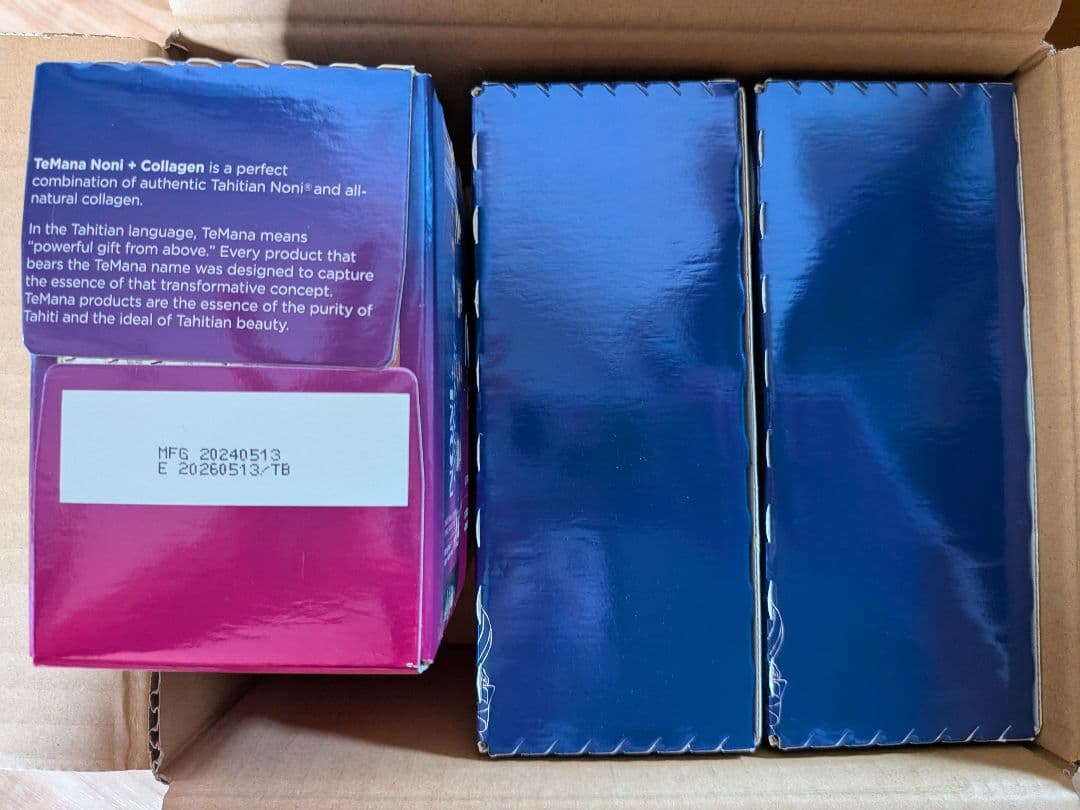 TeMana Noni + Collagen is a perfect
combination of authentic Tahitian Noni® and all-
natural collagen.
In the Tahitian language, TeMana means
"powerful gift from above." Every product that
bears the TeMana name was designed to capture
the essence of that transformative concept.
TeMana products are the essence of the purity of
Tahiti and the ideal of Tahitian beauty.
MFG 20240513
E 20260513/TB